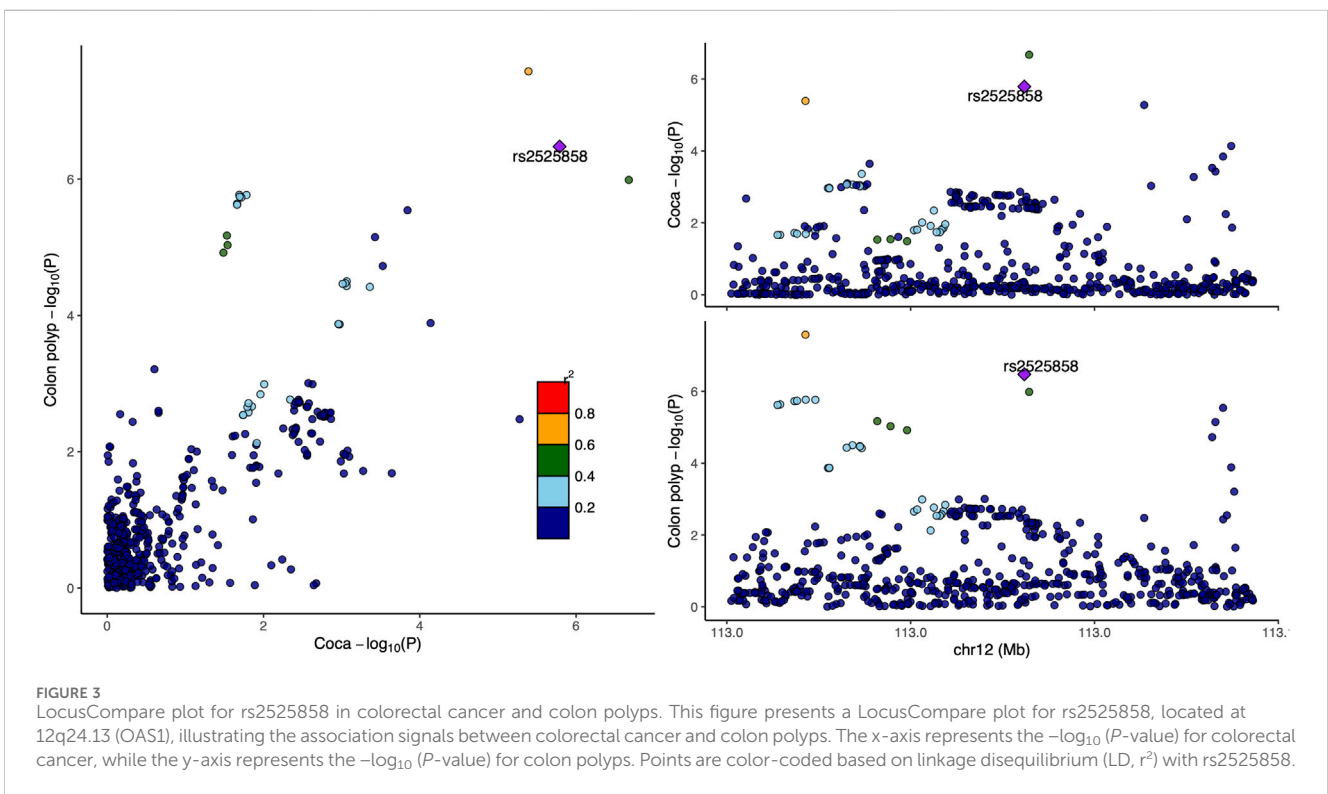 Colon polyp −log10(P)
6
4
2
0
rs2525858
r2
0.8
0.6
0.4
0.2
0
2
4
6
Coca −log10(P)
Coca −log10(P)
6
4
2
0
rs2525858
Colon polyp −log10(P)
6
4
2
0
rs2525858
113.0
113.0
113.0
113.
chr12 (Mb)
FIGURE 3
LocusCompare plot for rs2525858 in colorectal cancer and colon polyps. This figure presents a LocusCompare plot for rs2525858, located at
12q24.13 (OAS1), illustrating the association signals between colorectal cancer and colon polyps. The x-axis represents the –log10 (P-value) for colorectal
cancer, while the y-axis represents the –log10 (P-value) for colon polyps. Points are color-coded based on linkage disequilibrium (LD, r2) with rs2525858.